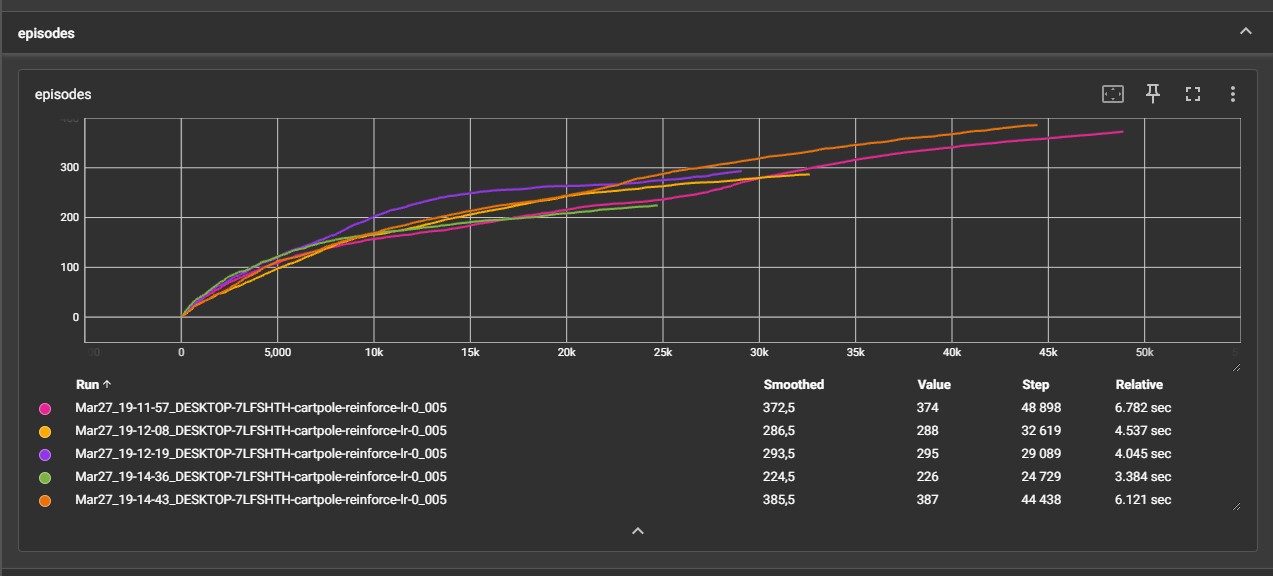 episodes
episodes
300
200
100
0
0 5,000 10k 15k 20k 25k 30k 35k 40k 45k 50k
Run ↑ Smoothed Value Step Relative
Mar27_19-11-57_DESKTOP-7LFSHTH-cartpole-reinforce-lr-0_005 372,5 374 48 898 6.782 sec
Mar27_19-12-08_DESKTOP-7LFSHTH-cartpole-reinforce-lr-0_005 286,5 288 32 619 4.537 sec
Mar27_19-12-19_DESKTOP-7LFSHTH-cartpole-reinforce-lr-0_005 293,5 295 29 089 4.045 sec
Mar27_19-14-36_DESKTOP-7LFSHTH-cartpole-reinforce-lr-0_005 224,5 226 24 729 3.384 sec
Mar27_19-14-43_DESKTOP-7LFSHTH-cartpole-reinforce-lr-0_005 385,5 387 44 438 6.121 sec